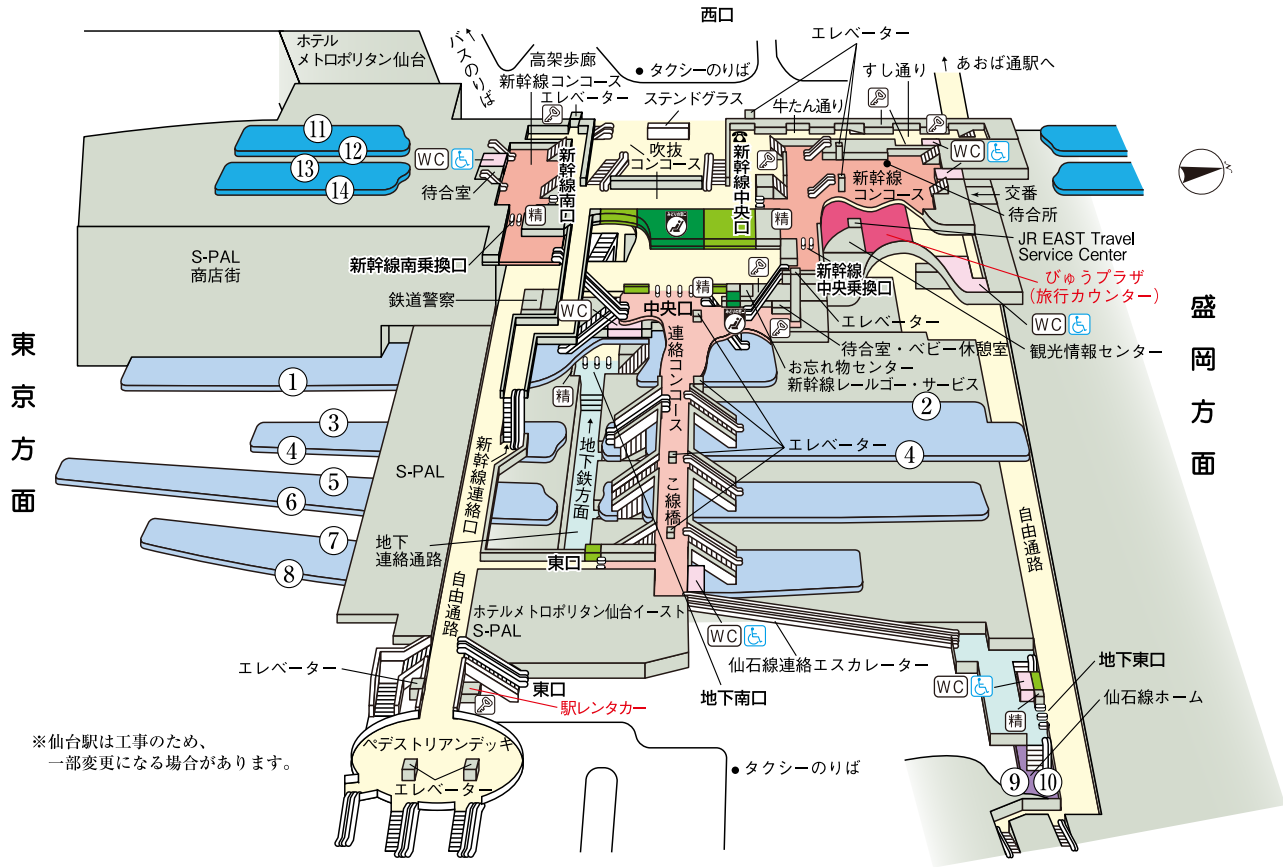 西口
ホテル
メトロポリタン仙台
バスのりば
高架歩廊
新幹線コンコース
エレベーター
● タクシーのりば
ステンドグラス
エレベーター
すし通り
あおば通駅へ
牛たん通り
11
12
13
14
WC
待合室
新幹線南口
吹抜
コンコース
新幹線中央口
新幹線
コンコース
WC
交番
待合所
JR EAST Travel
Service Center
びゅうプラザ
(旅行カウンター)
WC
観光情報センター
精
精
S-PAL
商店街
新幹線南乗換口
鉄道警察
WC
精
中央口
新幹線
中央乗換口
エレベーター
待合室・ベビー休憩室
お忘れ物センター
新幹線レールゴー・サービス
東京方面
盛岡方面
1
3
4
5
6
7
8
2
4
精
連絡コンコース
エレベーター
こ線橋
S-PAL
新幹線連絡口
地下鉄方面
地下
連絡通路
東口
自由通路
自由通路
ホテルメトロポリタン仙台イースト
S-PAL
WC
仙石線連絡エスカレーター
地下南口
エレベーター
東口
駅レンタカー
WC
精
地下東口
仙石線ホーム
9
10
※仙台駅は工事のため、
一部変更になる場合があります。
ペデストリアンデッキ
エレベーター
● タクシーのりば